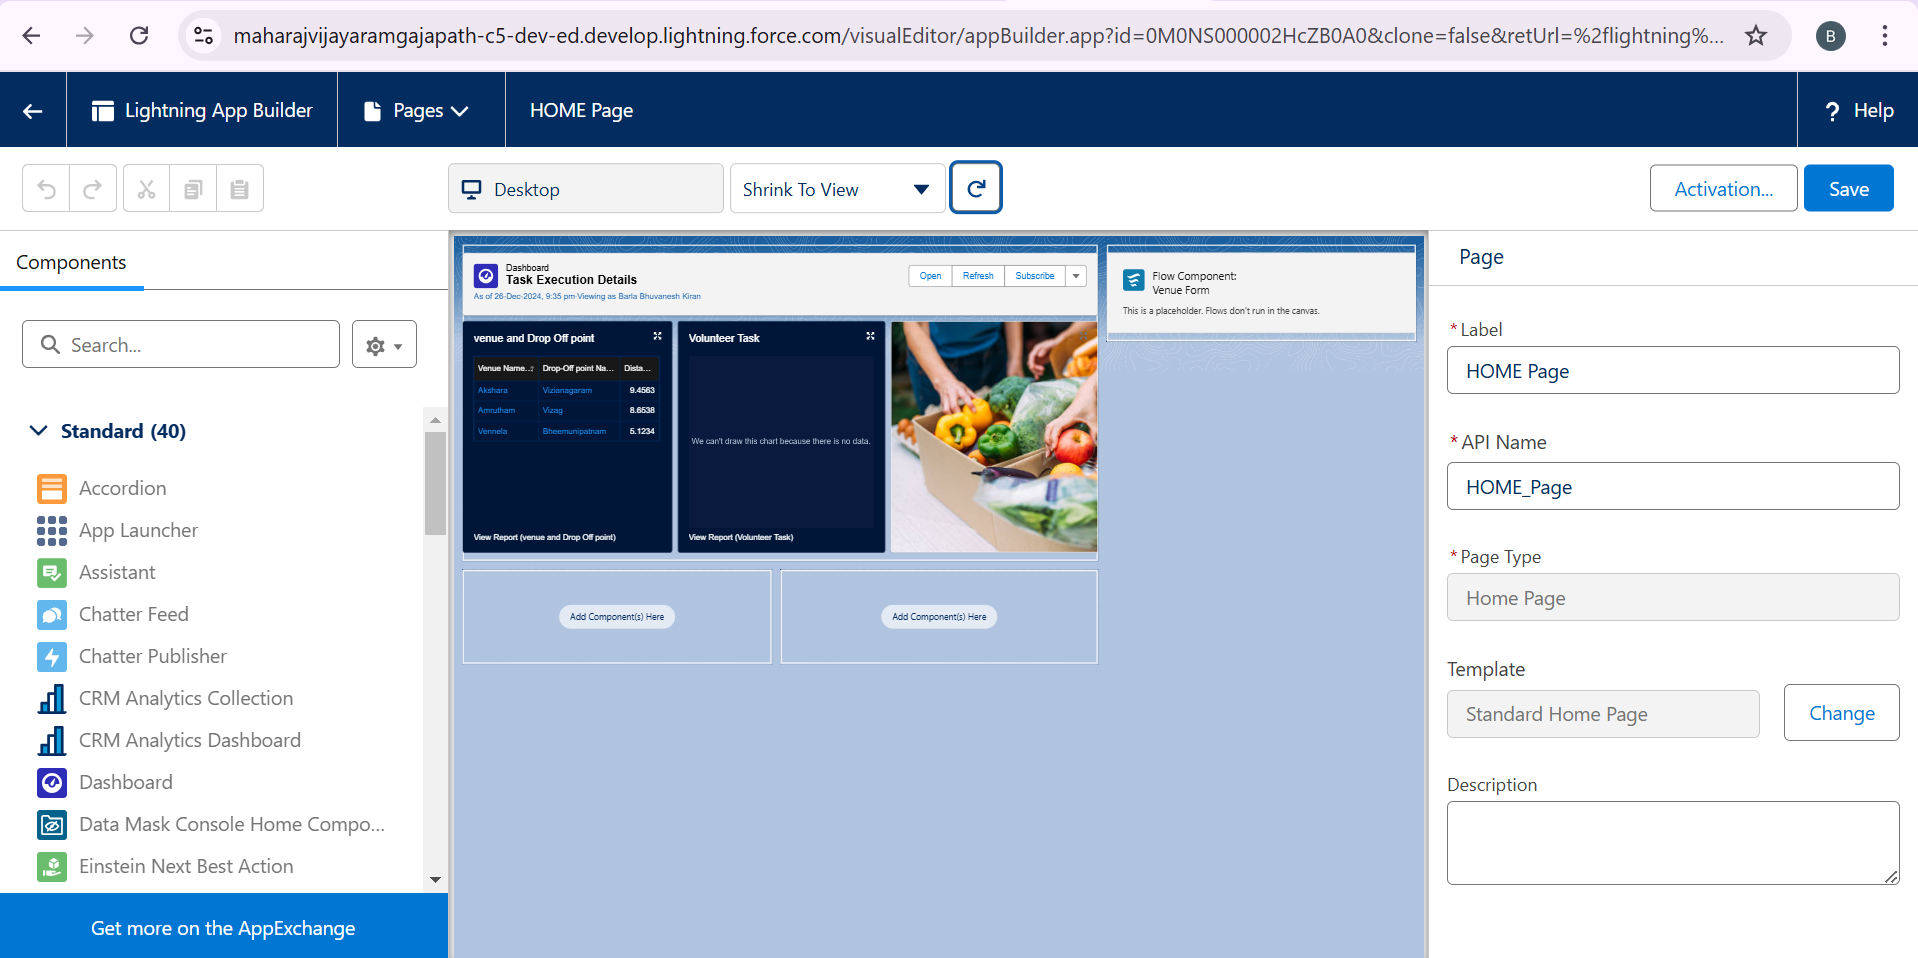 maharajvijayaramgajapath-c5-dev-ed.develop.lightning.force.com/visualEditor/appBuilder.app?id=0M0NS000002HcZB0A0&clone=false&retUrl=%2flightning%...
B
Lightning App Builder
Pages
HOME Page
? Help
Desktop
Shrink To View
Activation...
Save
Components
Search...
Standard (40)
Accordion
App Launcher
Assistant
Chatter Feed
Chatter Publisher
CRM Analytics Collection
CRM Analytics Dashboard
Dashboard
Data Mask Console Home Compo...
Einstein Next Best Action
Get more on the AppExchange
Dashboard
Task Execution Details
As of 26-Dec-2024, 9:35 pm·Viewing as Barla Bhuvanesh Kiran
Open
Refresh
Subscribe
venue and Drop Off point
Venue Name... Drop-Off point Na... Dista...
Akshara Vizianagaram 9.4563
Amrutham Vizag 8.6538
Vennela Bheemunipatnam 5.1234
View Report (venue and Drop Off point)
Volunteer Task
We can't draw this chart because there is no data.
View Report (Volunteer Task)
Add Component(s) Here
Add Component(s) Here
Flow Component:
Venue Form
This is a placeholder. Flows don't run in the canvas.
Page
*Label
HOME Page
*API Name
HOME_Page
*Page Type
Home Page
Template
Standard Home Page
Change
Description